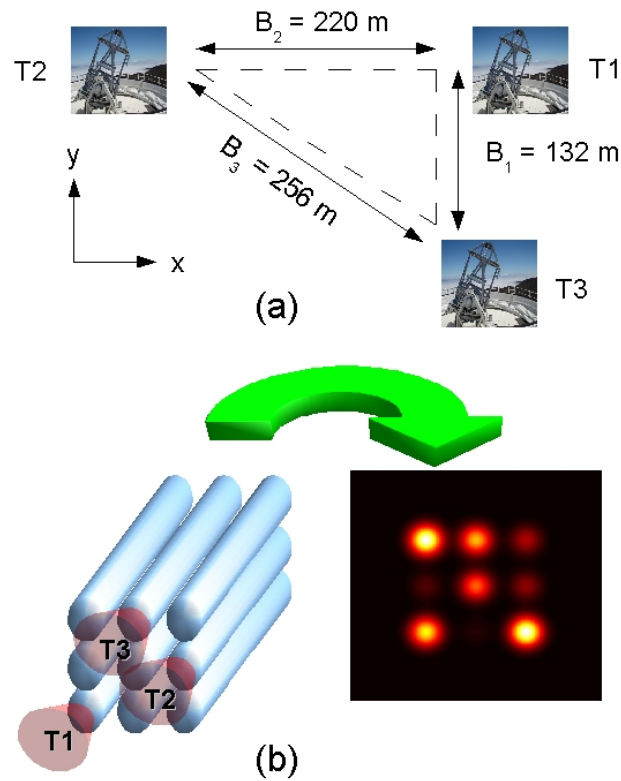 B₂ = 220 m
T2
T1
B₁ = 132 m
B₃ = 256 m
y
x
T3
(a)
T3
T2
T1
(b)